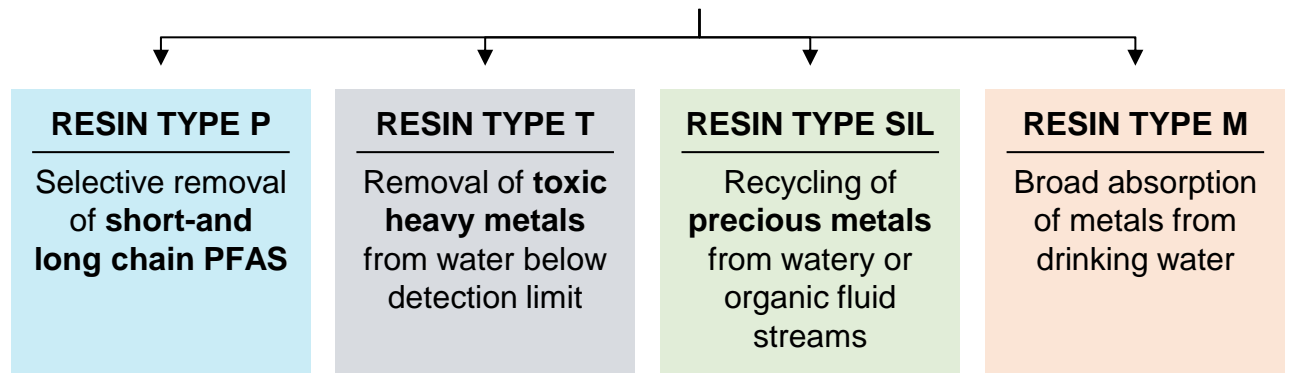 RESIN TYPE P
Selective removal
of short-and
long chain PFAS
RESIN TYPE T
Removal of toxic
heavy metals
from water below
detection limit
RESIN TYPE SIL
Recycling of
precious metals
from watery or
organic fluid
streams
RESIN TYPE M
Broad absorption
of metals from
drinking water